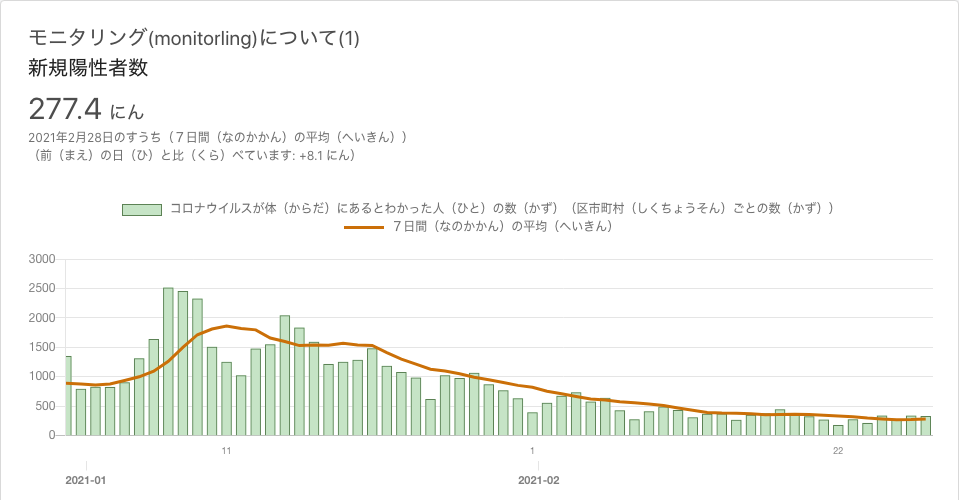 モニタリング(monitorling)について(1)
新規陽性者数
277.4 にん
2021年2月28日のすうち（７日間（なのかかん）の平均（へいきん））
（前（まえ）の日（ひ）と比（くら）べています: +8.1 にん）
コロナウイルスが体（からだ）にあるとわかった人（ひと）の数（かず）（区市町村（しくちょうそん）ごとの数（かず））
７日間（なのかかん）の平均（へいきん）
3000
2500
2000
1500
1000
500
0
11 1 22
2021-01 2021-02